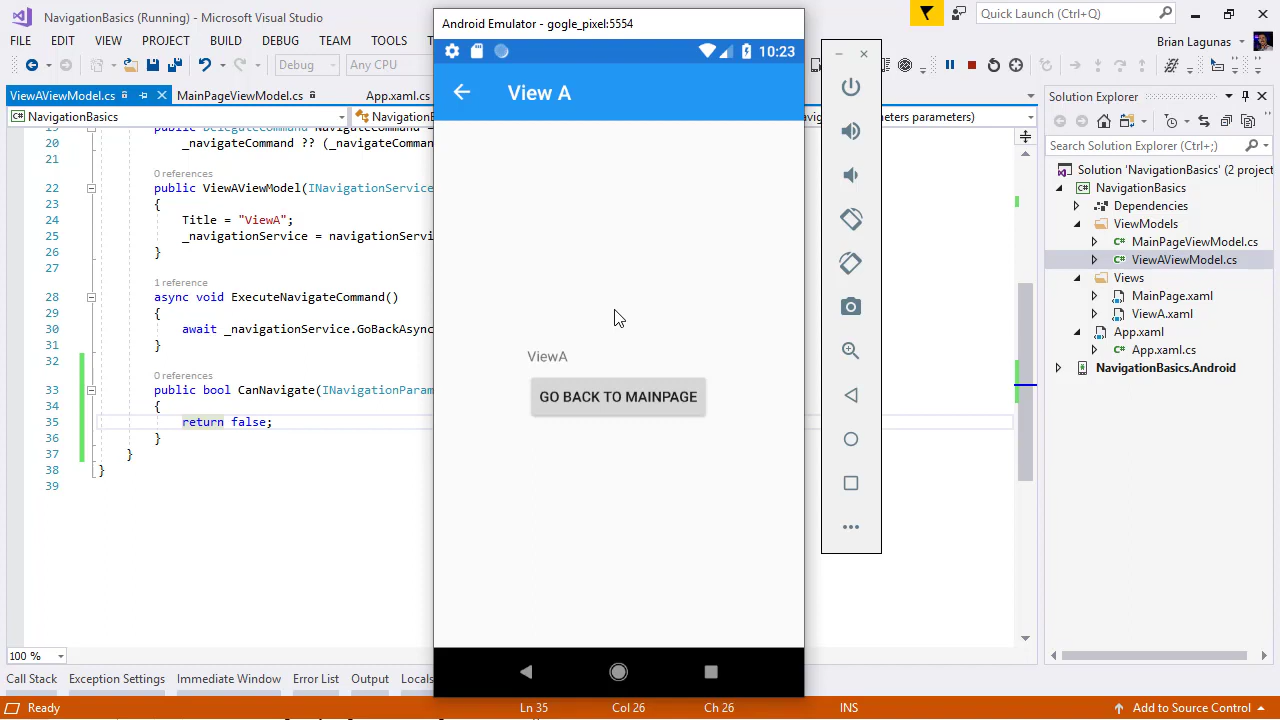 NavigationBasics (Running) - Microsoft Visual Studio
Quick Launch (Ctrl+Q)
FILE EDIT VIEW PROJECT BUILD DEBUG TEAM TOOLS
Brian Lagunas
Debug Any CPU
ViewAViewModel.cs MainPageViewModel.cs App.xaml.cs
NavigationBasics
ameters parameters)
20 _navigateCommand ?? (_navigateComman
21
0 references
22 public ViewAViewModel(INavigationService
23 {
24 Title = "ViewA";
25 _navigationService = navigationServi
26 }
27
1 reference
28 async void ExecuteNavigateCommand()
29 {
30 await _navigationService.GoBackAsync
31 }
32
0 references
33 public bool CanNavigate(INavigationParam
34 {
35 return false;
36 }
37 }
38 }
39
100 %
Call Stack Exception Settings Immediate Window Error List Output Locals
Ready Ln 35 Col 26 Ch 26 INS Add to Source Control
Android Emulator - gogle_pixel:5554
10:23
View A
ViewA
GO BACK TO MAINPAGE
Solution Explorer
Search Solution Explorer (Ctrl+;)
Solution 'NavigationBasics' (2 project
NavigationBasics
Dependencies
ViewModels
MainPageViewModel.cs
ViewAViewModel.cs
Views
MainPage.xaml
ViewA.xaml
App.xaml
App.xaml.cs
NavigationBasics.Android